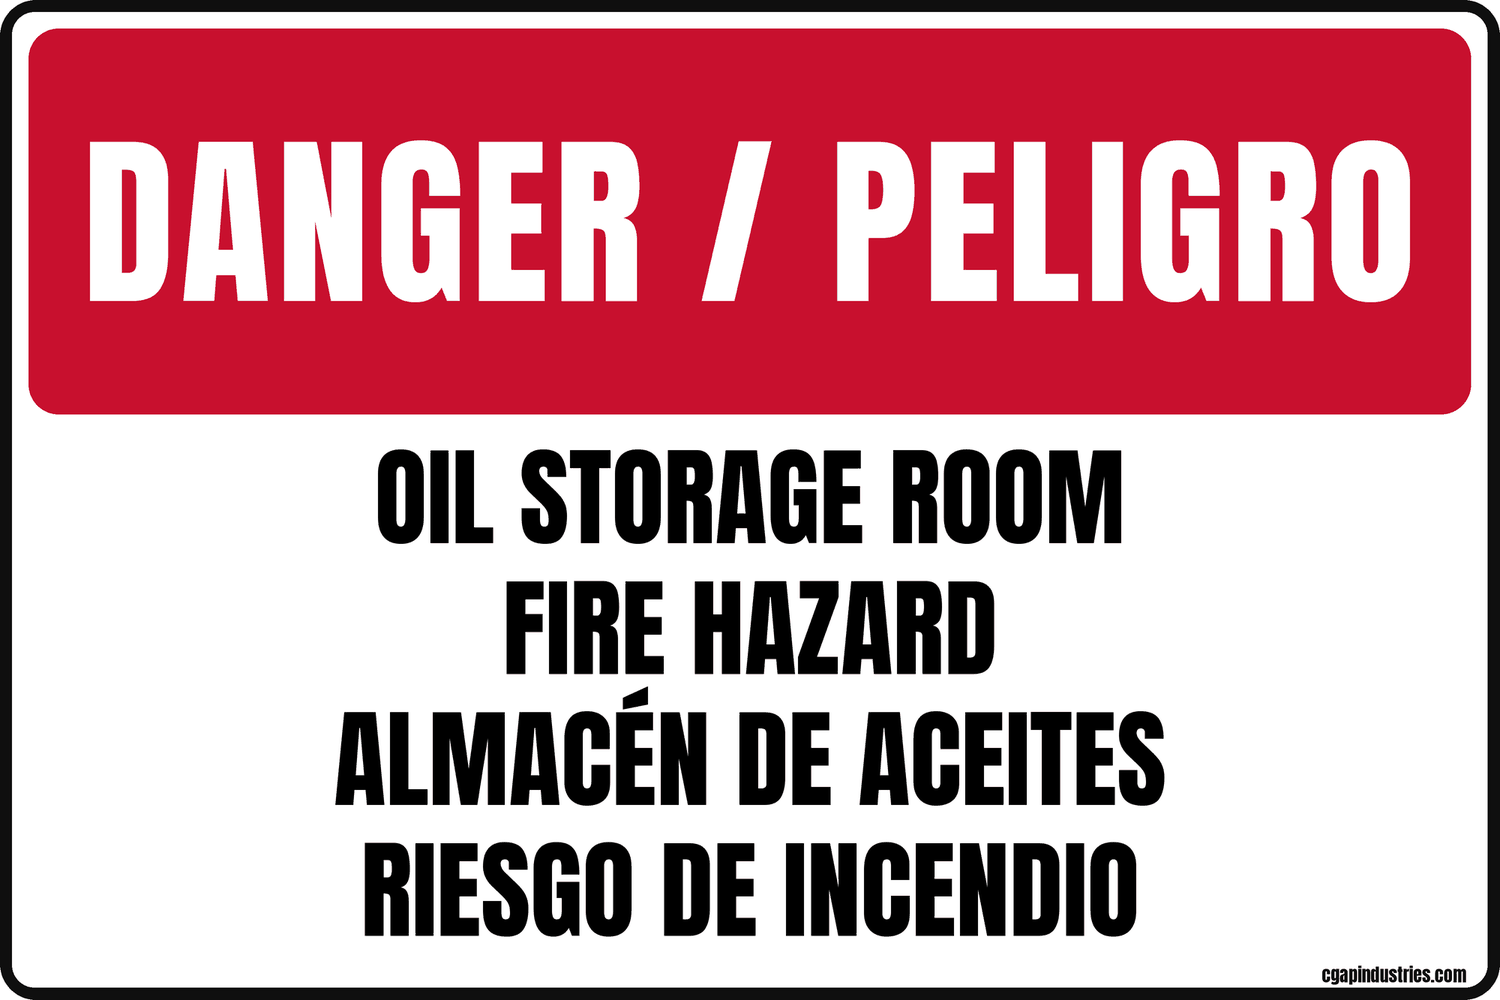 DANGER / PELIGRO
OIL STORAGE ROOM
FIRE HAZARD
ALMACÉN DE ACEITES
RIESGO DE INCENDIO
cgapindustries.com